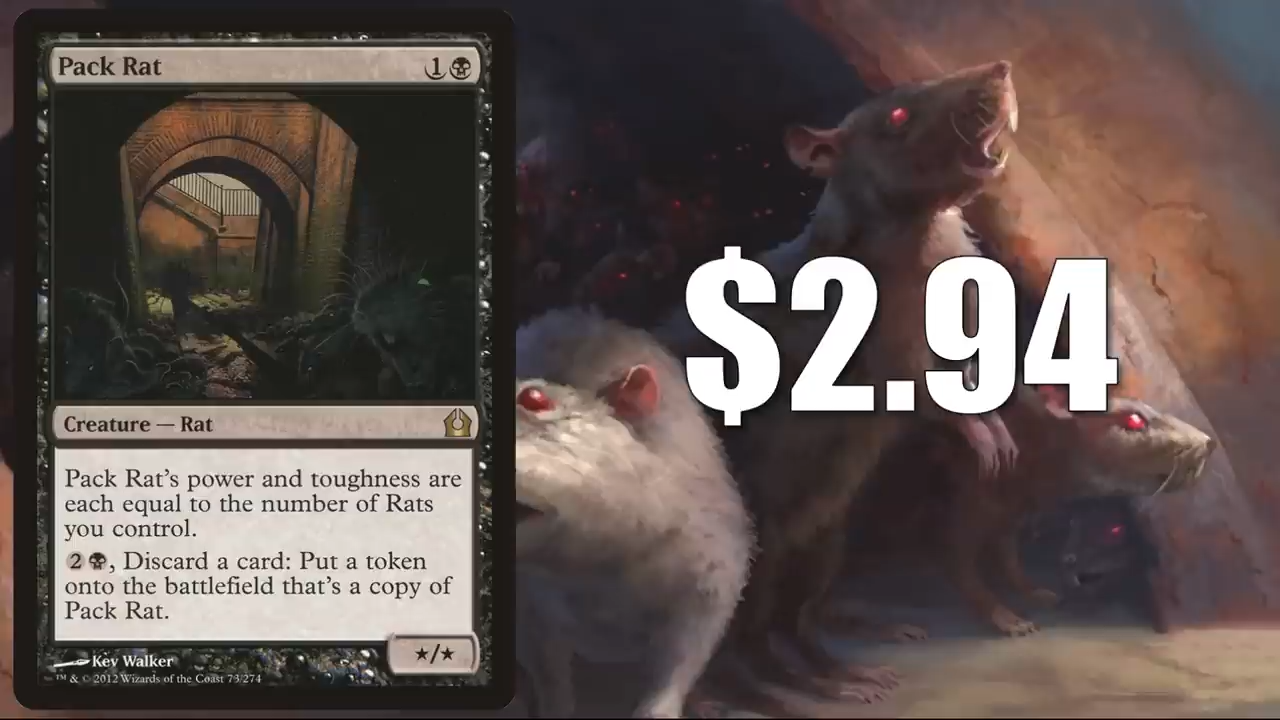 Pack Rat 1
$2.94
Creature — Rat
Pack Rat's power and toughness are
each equal to the number of Rats
you control.
2, Discard a card: Put a token
onto the battlefield that's a copy of
Pack Rat.
★/★
Kev Walker
™ & © 2012 Wizards of the Coast 73/274